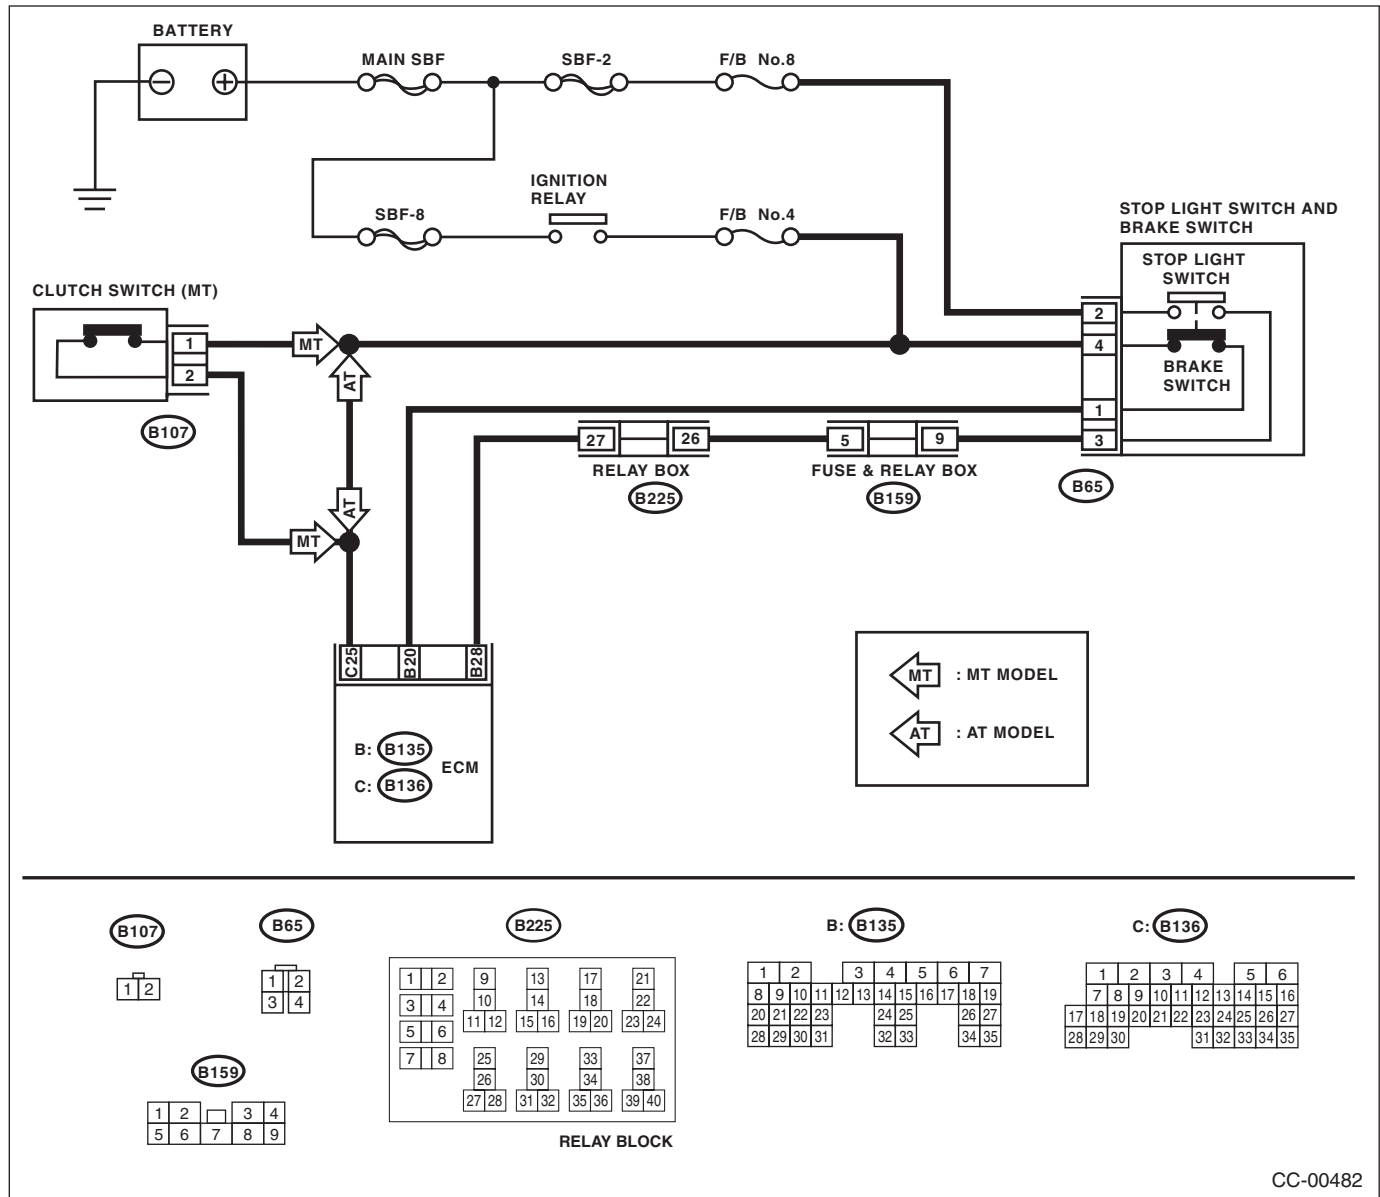 BATTERY
MAIN SBF
SBF-2
F/B No.8
IGNITION
RELAY
SBF-8
F/B No.4
STOP LIGHT SWITCH AND
BRAKE SWITCH
STOP LIGHT
SWITCH
BRAKE
SWITCH
CLUTCH SWITCH (MT)
1
2
B107
MT
AT
AT
MT
2
4
1
3
B65
27
26
RELAY BOX
B225
5
9
FUSE & RELAY BOX
B159
C25
B20
B28
B: B135
C: B136
ECM
MT : MT MODEL
AT : AT MODEL
B107
1 2
B65
1 2
3 4
B159
1 2 3 4
5 6 7 8 9
B225
1 2 9 13 17 21
3 4 10 14 18 22
11 12 15 16 19 20 23 24
5 6
7 8 25 29 33 37
26 30 34 38
27 28 31 32 35 36 39 40
RELAY BLOCK
B: B135
1 2 3 4 5 6 7
8 9 10 11 12 13 14 15 16 17 18 19
20 21 22 23 24 25 26 27
28 29 30 31 32 33 34 35
C: B136
1 2 3 4 5 6
7 8 9 10 11 12 13 14 15 16
17 18 19 20 21 22 23 24 25 26 27
28 29 30 31 32 33 34 35
CC-00482